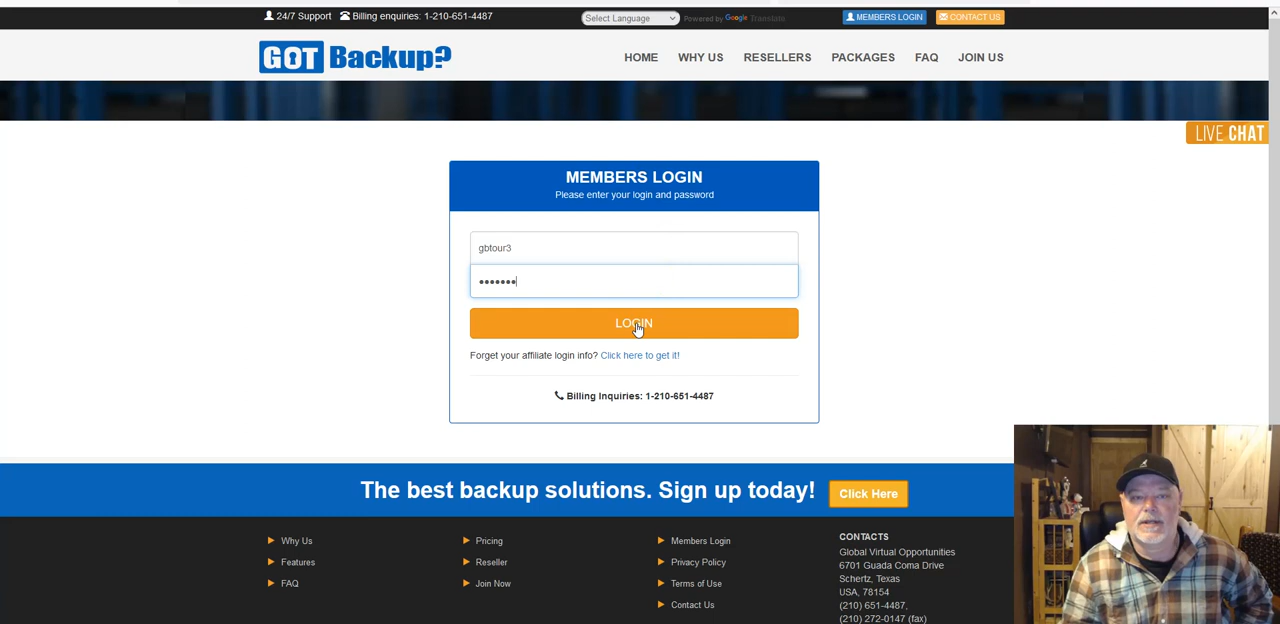 24/7 Support Billing enquiries: 1-210-651-4487
Select Language Powered by Google Translate
MEMBERS LOGIN CONTACT US
GOT Backup?
HOME WHY US RESELLERS PACKAGES FAQ JOIN US
LIVE CHAT
MEMBERS LOGIN
Please enter your login and password
gbtour3
•••••••
LOGIN
Forget your affiliate login info? Click here to get it!
Billing Inquiries: 1-210-651-4487
The best backup solutions. Sign up today! Click Here
Why Us
Features
FAQ
Pricing
Reseller
Join Now
Members Login
Privacy Policy
Terms of Use
Contact Us
CONTACTS
Global Virtual Opportunities
6701 Guada Coma Drive
Schertz, Texas
USA, 78154
(210) 651-4487,
(210) 272-0147 (fax)